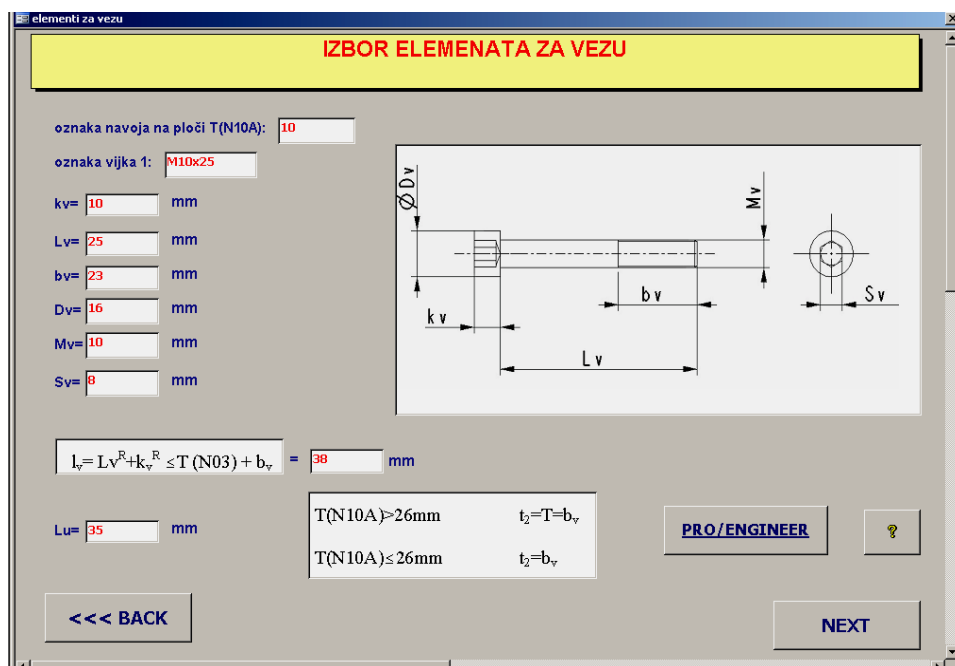 elementi za vezu
IZBOR ELEMENATA ZA VEZU
oznaka navoja na ploči T(N10A): 10
oznaka vijka 1: M10x25
kv= 10 mm
Lv= 25 mm
bv= 23 mm
Dv= 16 mm
Mv= 10 mm
Sv= 8 mm
ØDv
Mv
bv
Sv
kv
Lv
lᵥ= Lvᴿ+kᵥᴿ ≤T (N03) + bᵥ = 38 mm
Lu= 35 mm
T(N10A)>26mm t₂=T=bᵥ
T(N10A)≤26mm t₂=bᵥ
PRO/ENGINEER
?
<<< BACK
NEXT